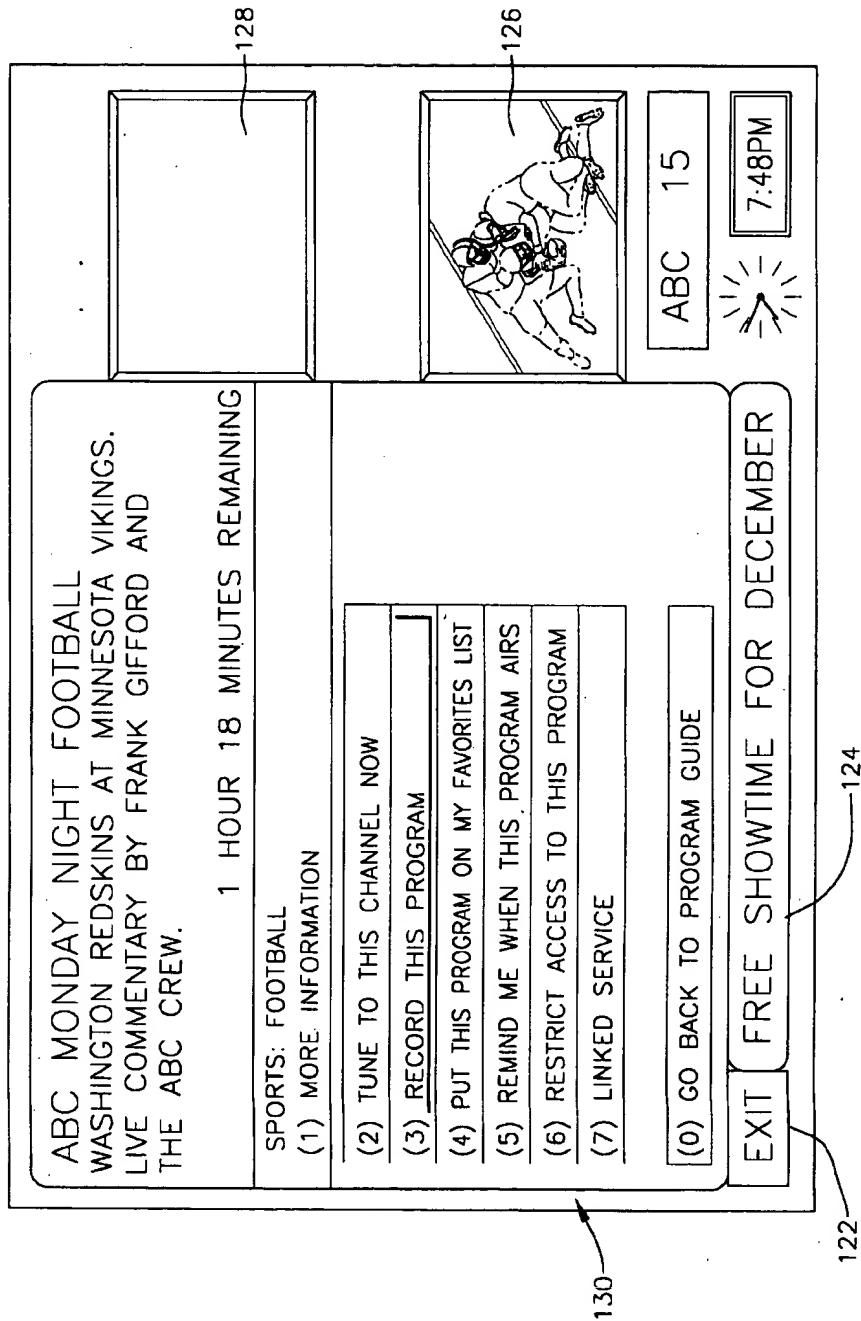 ABC MONDAY NIGHT FOOTBALL
WASHINGTON REDSKINS AT MINNESOTA VIKINGS.
LIVE COMMENTARY BY FRANK GIFFORD AND
THE ABC CREW.
1 HOUR 18 MINUTES REMAINING
SPORTS: FOOTBALL
(1) MORE INFORMATION
(2) TUNE TO THIS CHANNEL NOW
(3) RECORD THIS PROGRAM
(4) PUT THIS PROGRAM ON MY FAVORITES LIST
(5) REMIND ME WHEN THIS PROGRAM AIRS
(6) RESTRICT ACCESS TO THIS PROGRAM
(7) LINKED SERVICE
(0) GO BACK TO PROGRAM GUIDE
EXIT
FREE SHOWTIME FOR DECEMBER
128
126
ABC 15
7:48PM
130
122
124